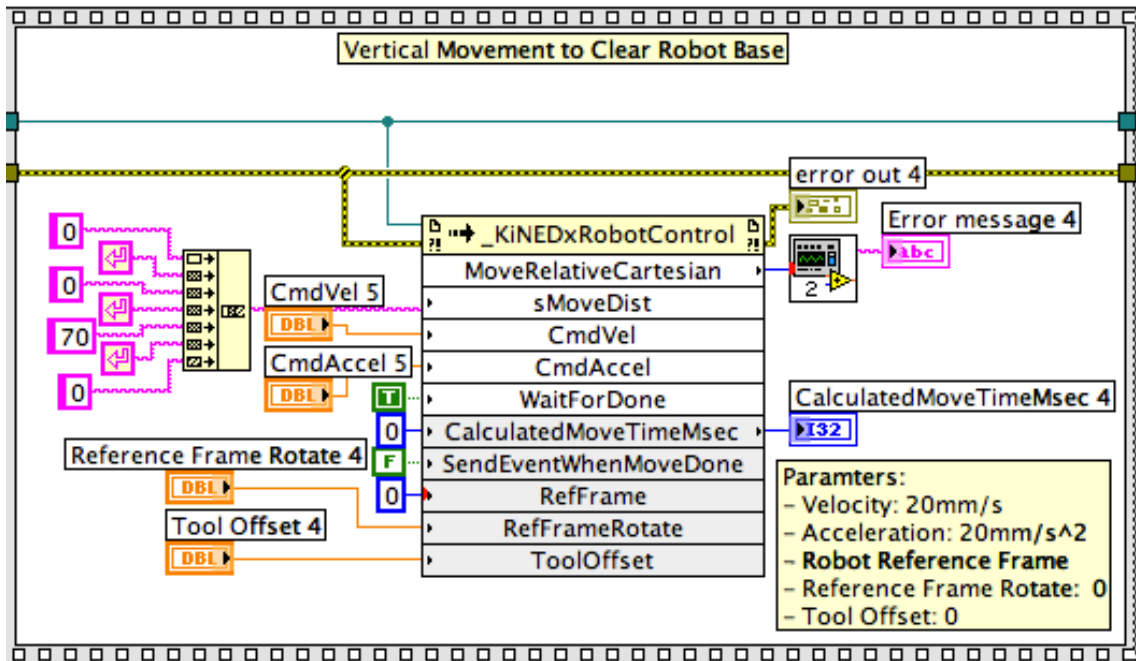 Vertical Movement to Clear Robot Base
error out 4
Error message 4
abc
0
0
70
0
CmdVel 5
DBL
CmdAccel 5
DBL
T
0
F
0
Reference Frame Rotate 4
DBL
Tool Offset 4
DBL
?!
_KiNEDxRobotControl
?!
MoveRelativeCartesian
sMoveDist
CmdVel
CmdAccel
WaitForDone
CalculatedMoveTimeMsec
SendEventWhenMoveDone
RefFrame
RefFrameRotate
ToolOffset
2
CalculatedMoveTimeMsec 4
I32
Paramters:
- Velocity: 20mm/s
- Acceleration: 20mm/s^2
- Robot Reference Frame
- Reference Frame Rotate: 0
- Tool Offset: 0